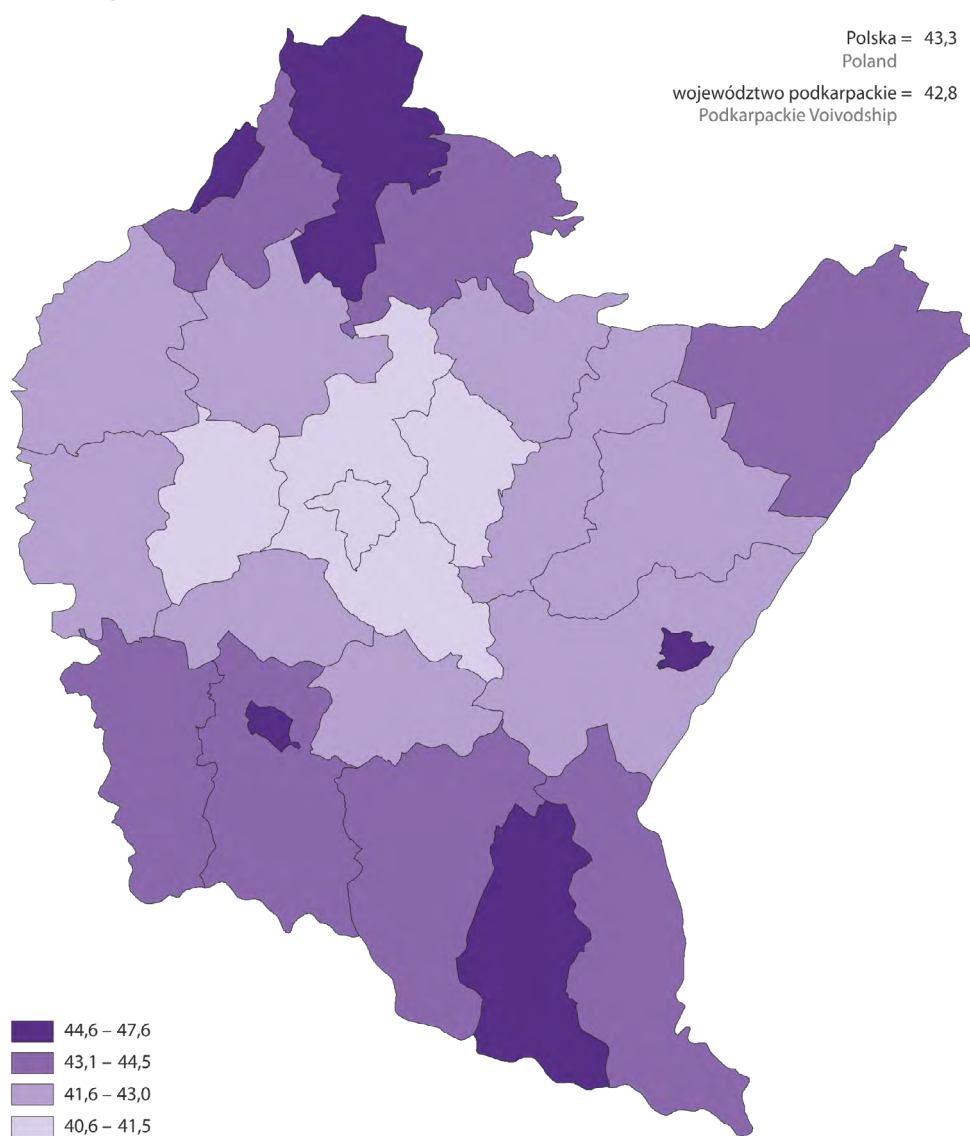 Polska = 43,3
Poland
województwo podkarpackie = 42,8
Podkarpackie Voivodship
44,6 – 47,6
43,1 – 44,5
41,6 – 43,0
40,6 – 41,5